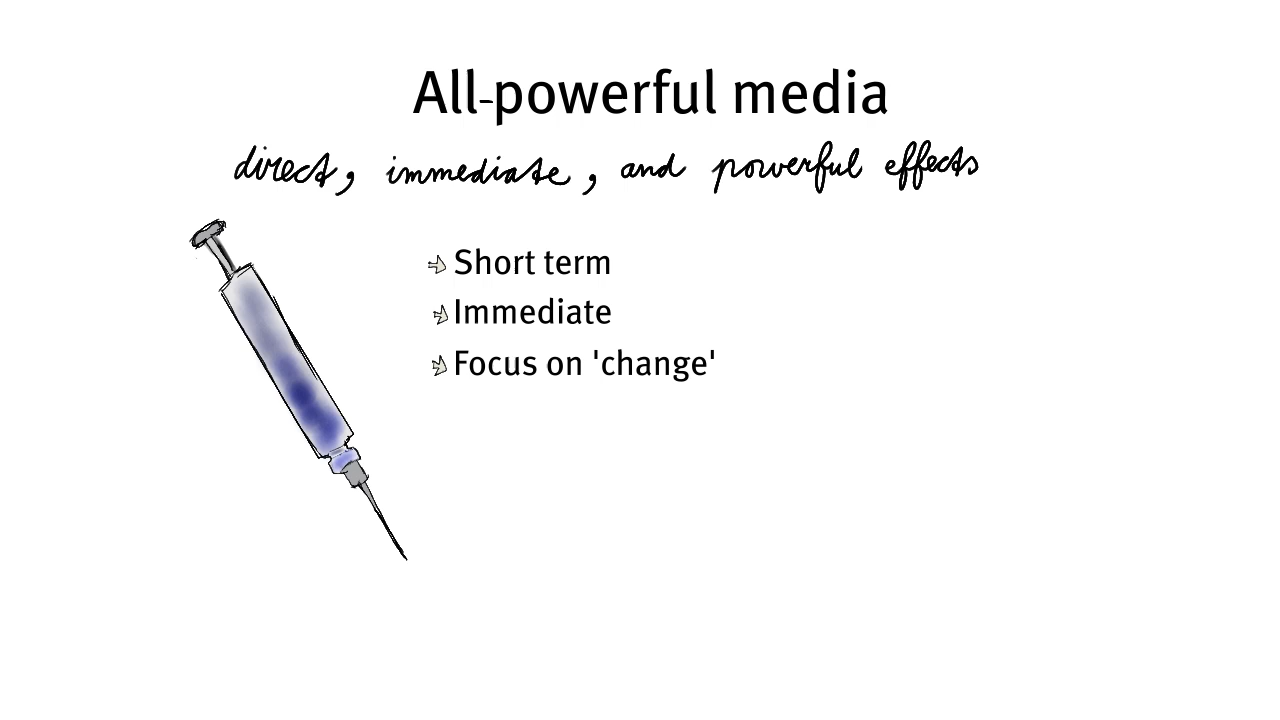 All-powerful media
direct, immediate, and powerful effects
Short term
Immediate
Focus on 'change'